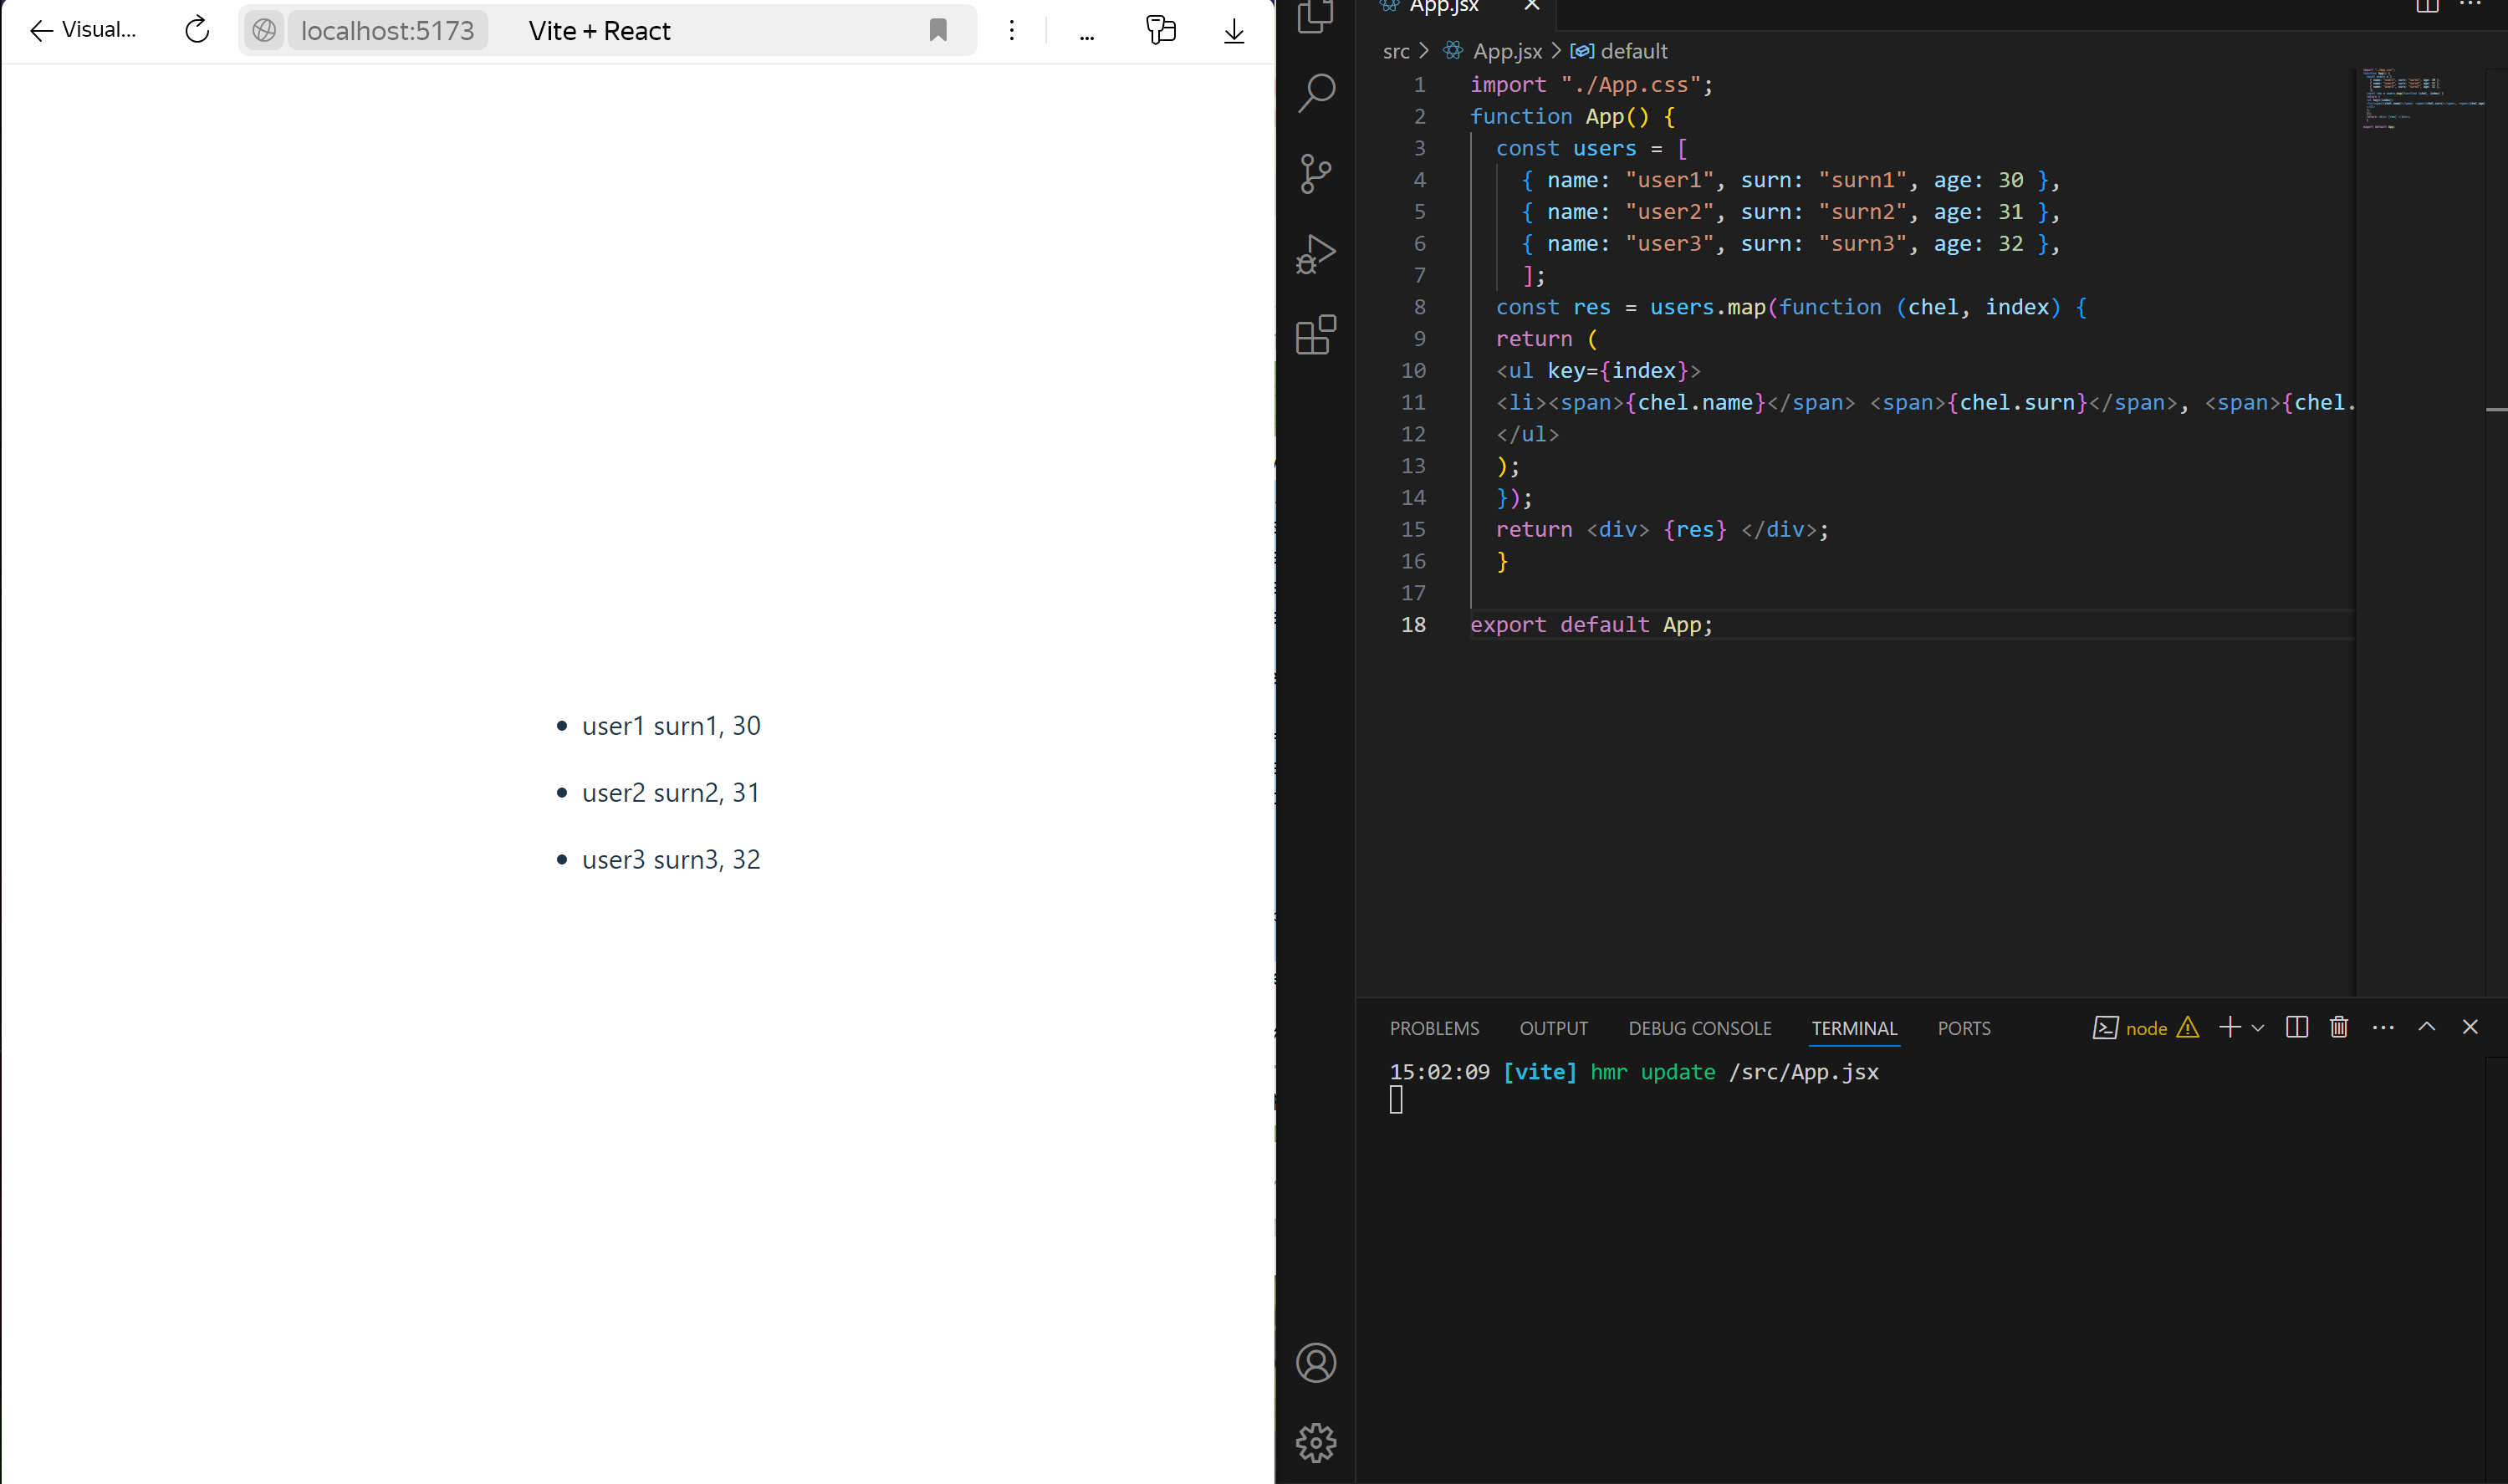 Visual...
localhost:5173
Vite + React
...
user1 surn1, 30
user2 surn2, 31
user3 surn3, 32
App.jsx
src > App.jsx > default
1 import "./App.css";
2 function App() {
3 const users = [
4 { name: "user1", surn: "surn1", age: 30 },
5 { name: "user2", surn: "surn2", age: 31 },
6 { name: "user3", surn: "surn3", age: 32 },
7 ];
8 const res = users.map(function (chel, index) {
9 return (
10 <ul key={index}>
11 <li><span>{chel.name}</span> <span>{chel.surn}</span>, <span>{chel.
12 </ul>
13 );
14 });
15 return <div> {res} </div>;
16 }
17
18 export default App;
PROBLEMS OUTPUT DEBUG CONSOLE TERMINAL PORTS node
15:02:09 [vite] hmr update /src/App.jsx